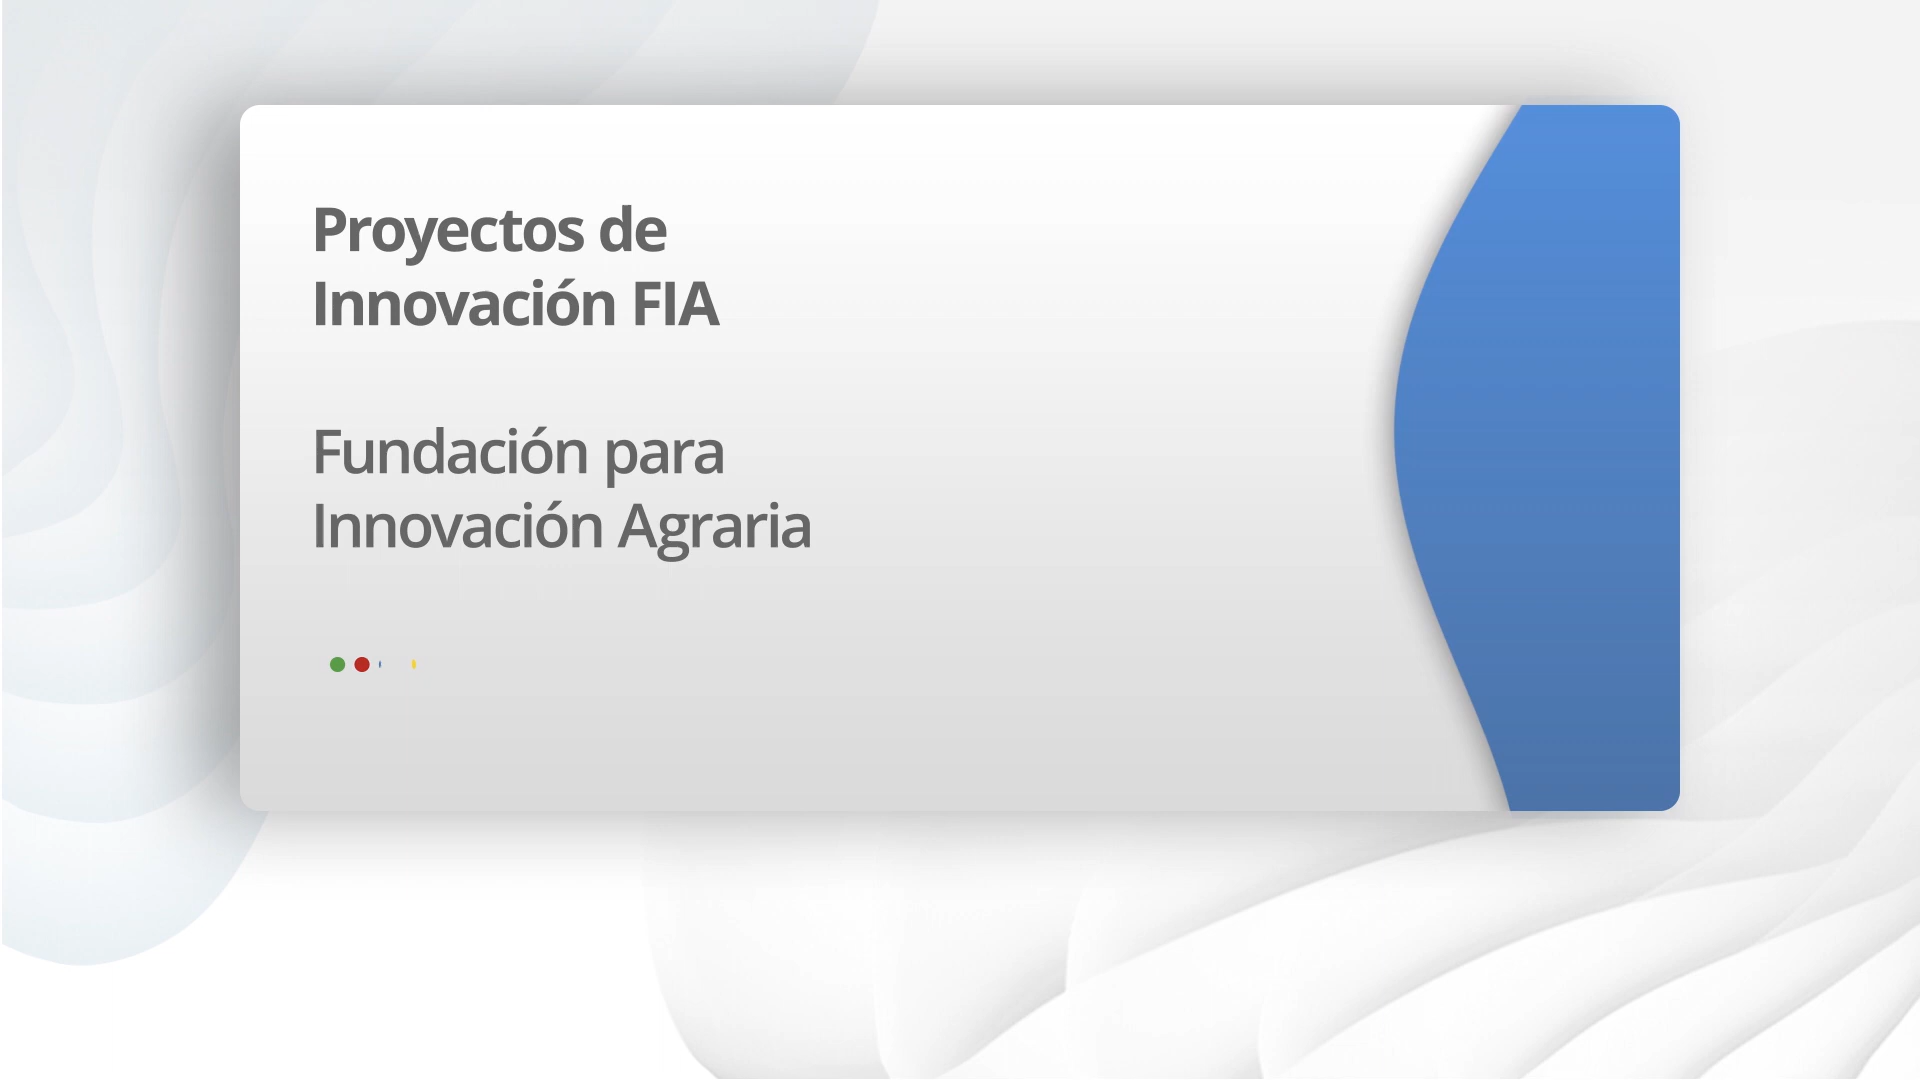 Proyectos de
Innovación FIA
Fundación para
Innovación Agraria